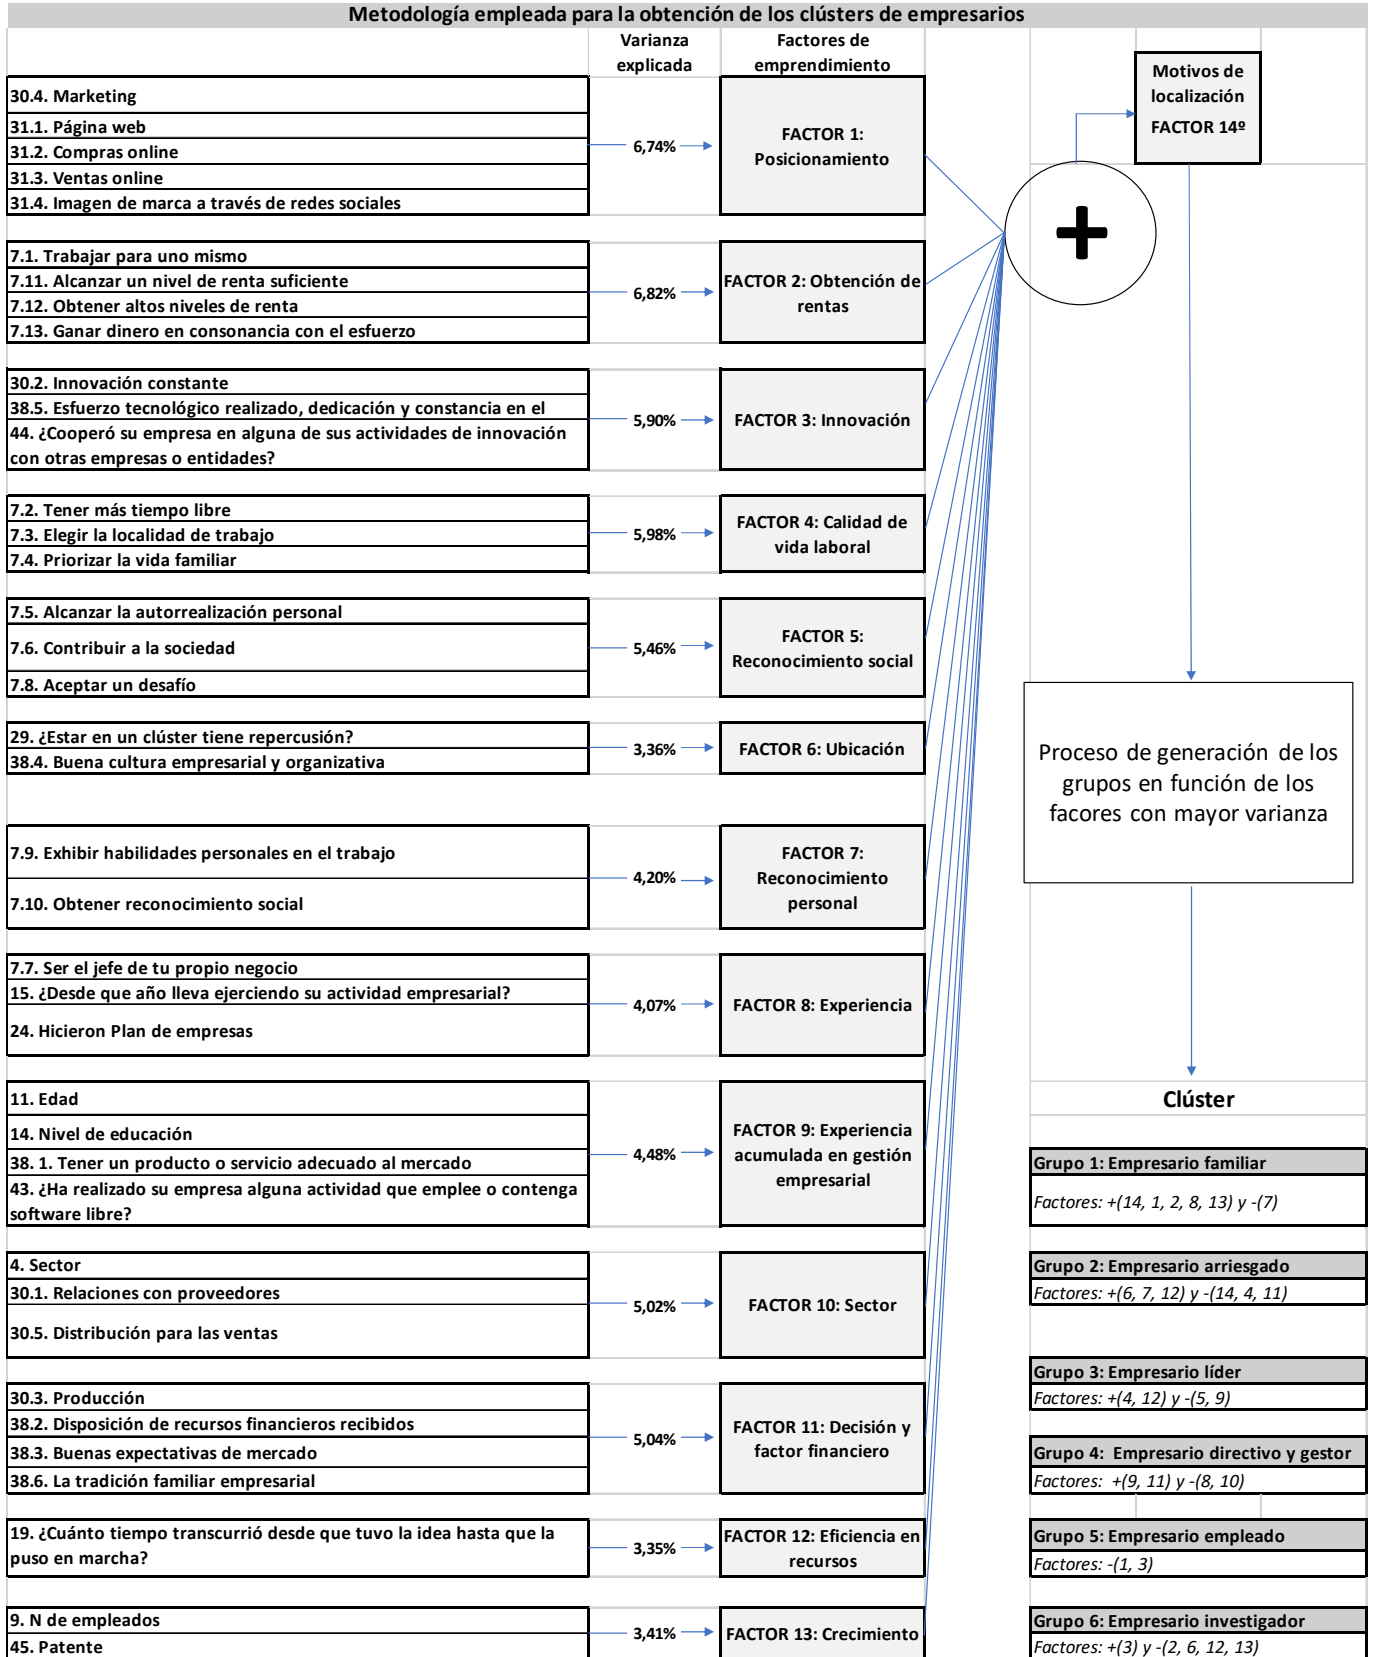 Metodología empleada para la obtención de los clústers de empresarios
Varianza
explicada
Factores de
emprendimiento
Motivos de
localización
FACTOR 14º
30.4. Marketing
31.1. Página web
31.2. Compras online
31.3. Ventas online
31.4. Imagen de marca a través de redes sociales
6,74%
FACTOR 1:
Posicionamiento
+
7.1. Trabajar para uno mismo
7.11. Alcanzar un nivel de renta suficiente
7.12. Obtener altos niveles de renta
7.13. Ganar dinero en consonancia con el esfuerzo
6,82%
FACTOR 2: Obtención de
rentas
30.2. Innovación constante
38.5. Esfuerzo tecnológico realizado, dedicación y constancia en el
44. ¿Cooperó su empresa en alguna de sus actividades de innovación
con otras empresas o entidades?
5,90%
FACTOR 3: Innovación
7.2. Tener más tiempo libre
7.3. Elegir la localidad de trabajo
7.4. Priorizar la vida familiar
5,98%
FACTOR 4: Calidad de
vida laboral
7.5. Alcanzar la autorrealización personal
7.6. Contribuir a la sociedad
7.8. Aceptar un desafío
5,46%
FACTOR 5:
Reconocimiento social
29. ¿Estar en un clúster tiene repercusión?
38.4. Buena cultura empresarial y organizativa
3,36%
FACTOR 6: Ubicación
Proceso de generación de los
grupos en función de los
facores con mayor varianza
7.9. Exhibir habilidades personales en el trabajo
7.10. Obtener reconocimiento social
4,20%
FACTOR 7:
Reconocimiento
personal
7.7. Ser el jefe de tu propio negocio
15. ¿Desde que año lleva ejerciendo su actividad empresarial?
24. Hicieron Plan de empresas
4,07%
FACTOR 8: Experiencia
11. Edad
14. Nivel de educación
38. 1. Tener un producto o servicio adecuado al mercado
43. ¿Ha realizado su empresa alguna actividad que emplee o contenga
software libre?
4,48%
FACTOR 9: Experiencia
acumulada en gestión
empresarial
4. Sector
30.1. Relaciones con proveedores
30.5. Distribución para las ventas
5,02%
FACTOR 10: Sector
30.3. Producción
38.2. Disposición de recursos financieros recibidos
38.3. Buenas expectativas de mercado
38.6. La tradición familiar empresarial
5,04%
FACTOR 11: Decisión y
factor financiero
19. ¿Cuánto tiempo transcurrió desde que tuvo la idea hasta que la
puso en marcha?
3,35%
FACTOR 12: Eficiencia en
recursos
9. N de empleados
45. Patente
3,41%
FACTOR 13: Crecimiento
Clúster
Grupo 1: Empresario familiar
Factores: +(14, 1, 2, 8, 13) y -(7)
Grupo 2: Empresario arriesgado
Factores: +(6, 7, 12) y -(14, 4, 11)
Grupo 3: Empresario líder
Factores: +(4, 12) y -(5, 9)
Grupo 4: Empresario directivo y gestor
Factores: +(9, 11) y -(8, 10)
Grupo 5: Empresario empleado
Factores: -(1, 3)
Grupo 6: Empresario investigador
Factores: +(3) y -(2, 6, 12, 13)